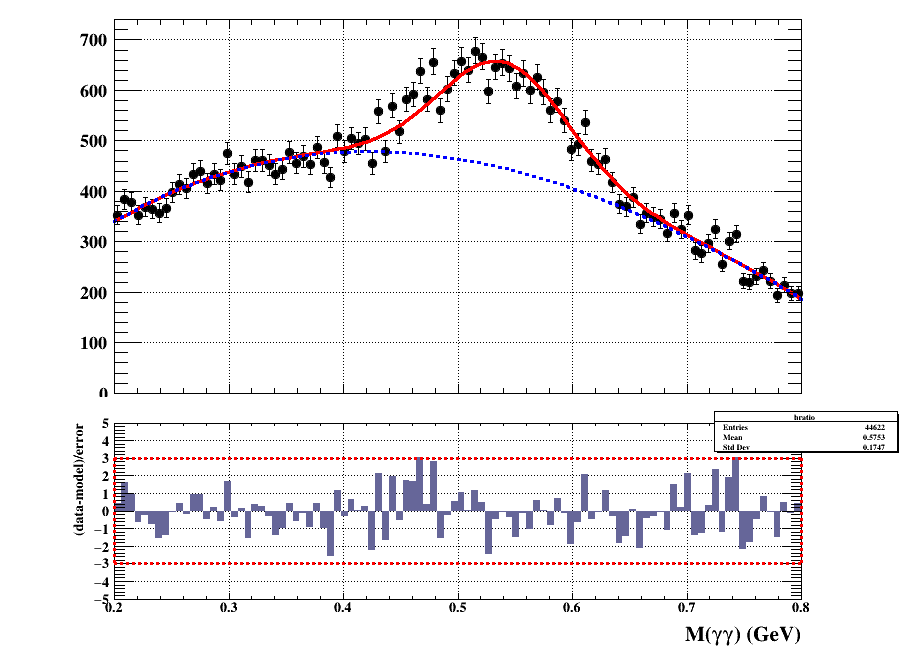 700
600
500
400
300
200
100
0
hratio
Entries 44622
Mean 0.5753
Std Dev 0.1747
(data-model)/error
5
4
3
2
1
0
−1
−2
−3
−4
−5
0.2 0.3 0.4 0.5 0.6 0.7 0.8
M(γγ) (GeV)